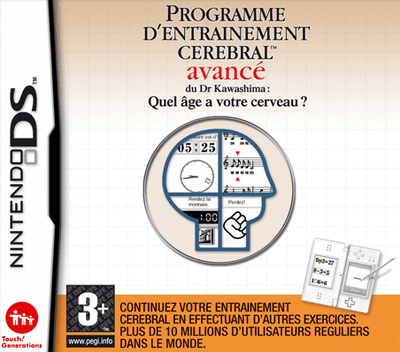 PROGRAMME
D'ENTRAINEMENT
CEREBRAL™
avancé
du Dr Kawashima :
Quel âge a votre cerveau ?
NINTENDO DS™
05:25
Rendez la
monnaie.
Perdez!
:00
3+
www.pegi.info
Touch!
Generations
CONTINUEZ VOTRE ENTRAINEMENT
CEREBRAL EN EFFECTUANT D'AUTRES EXERCICES.
PLUS DE 10 MILLIONS D'UTILISATEURS REGULIERS
DANS LE MONDE.